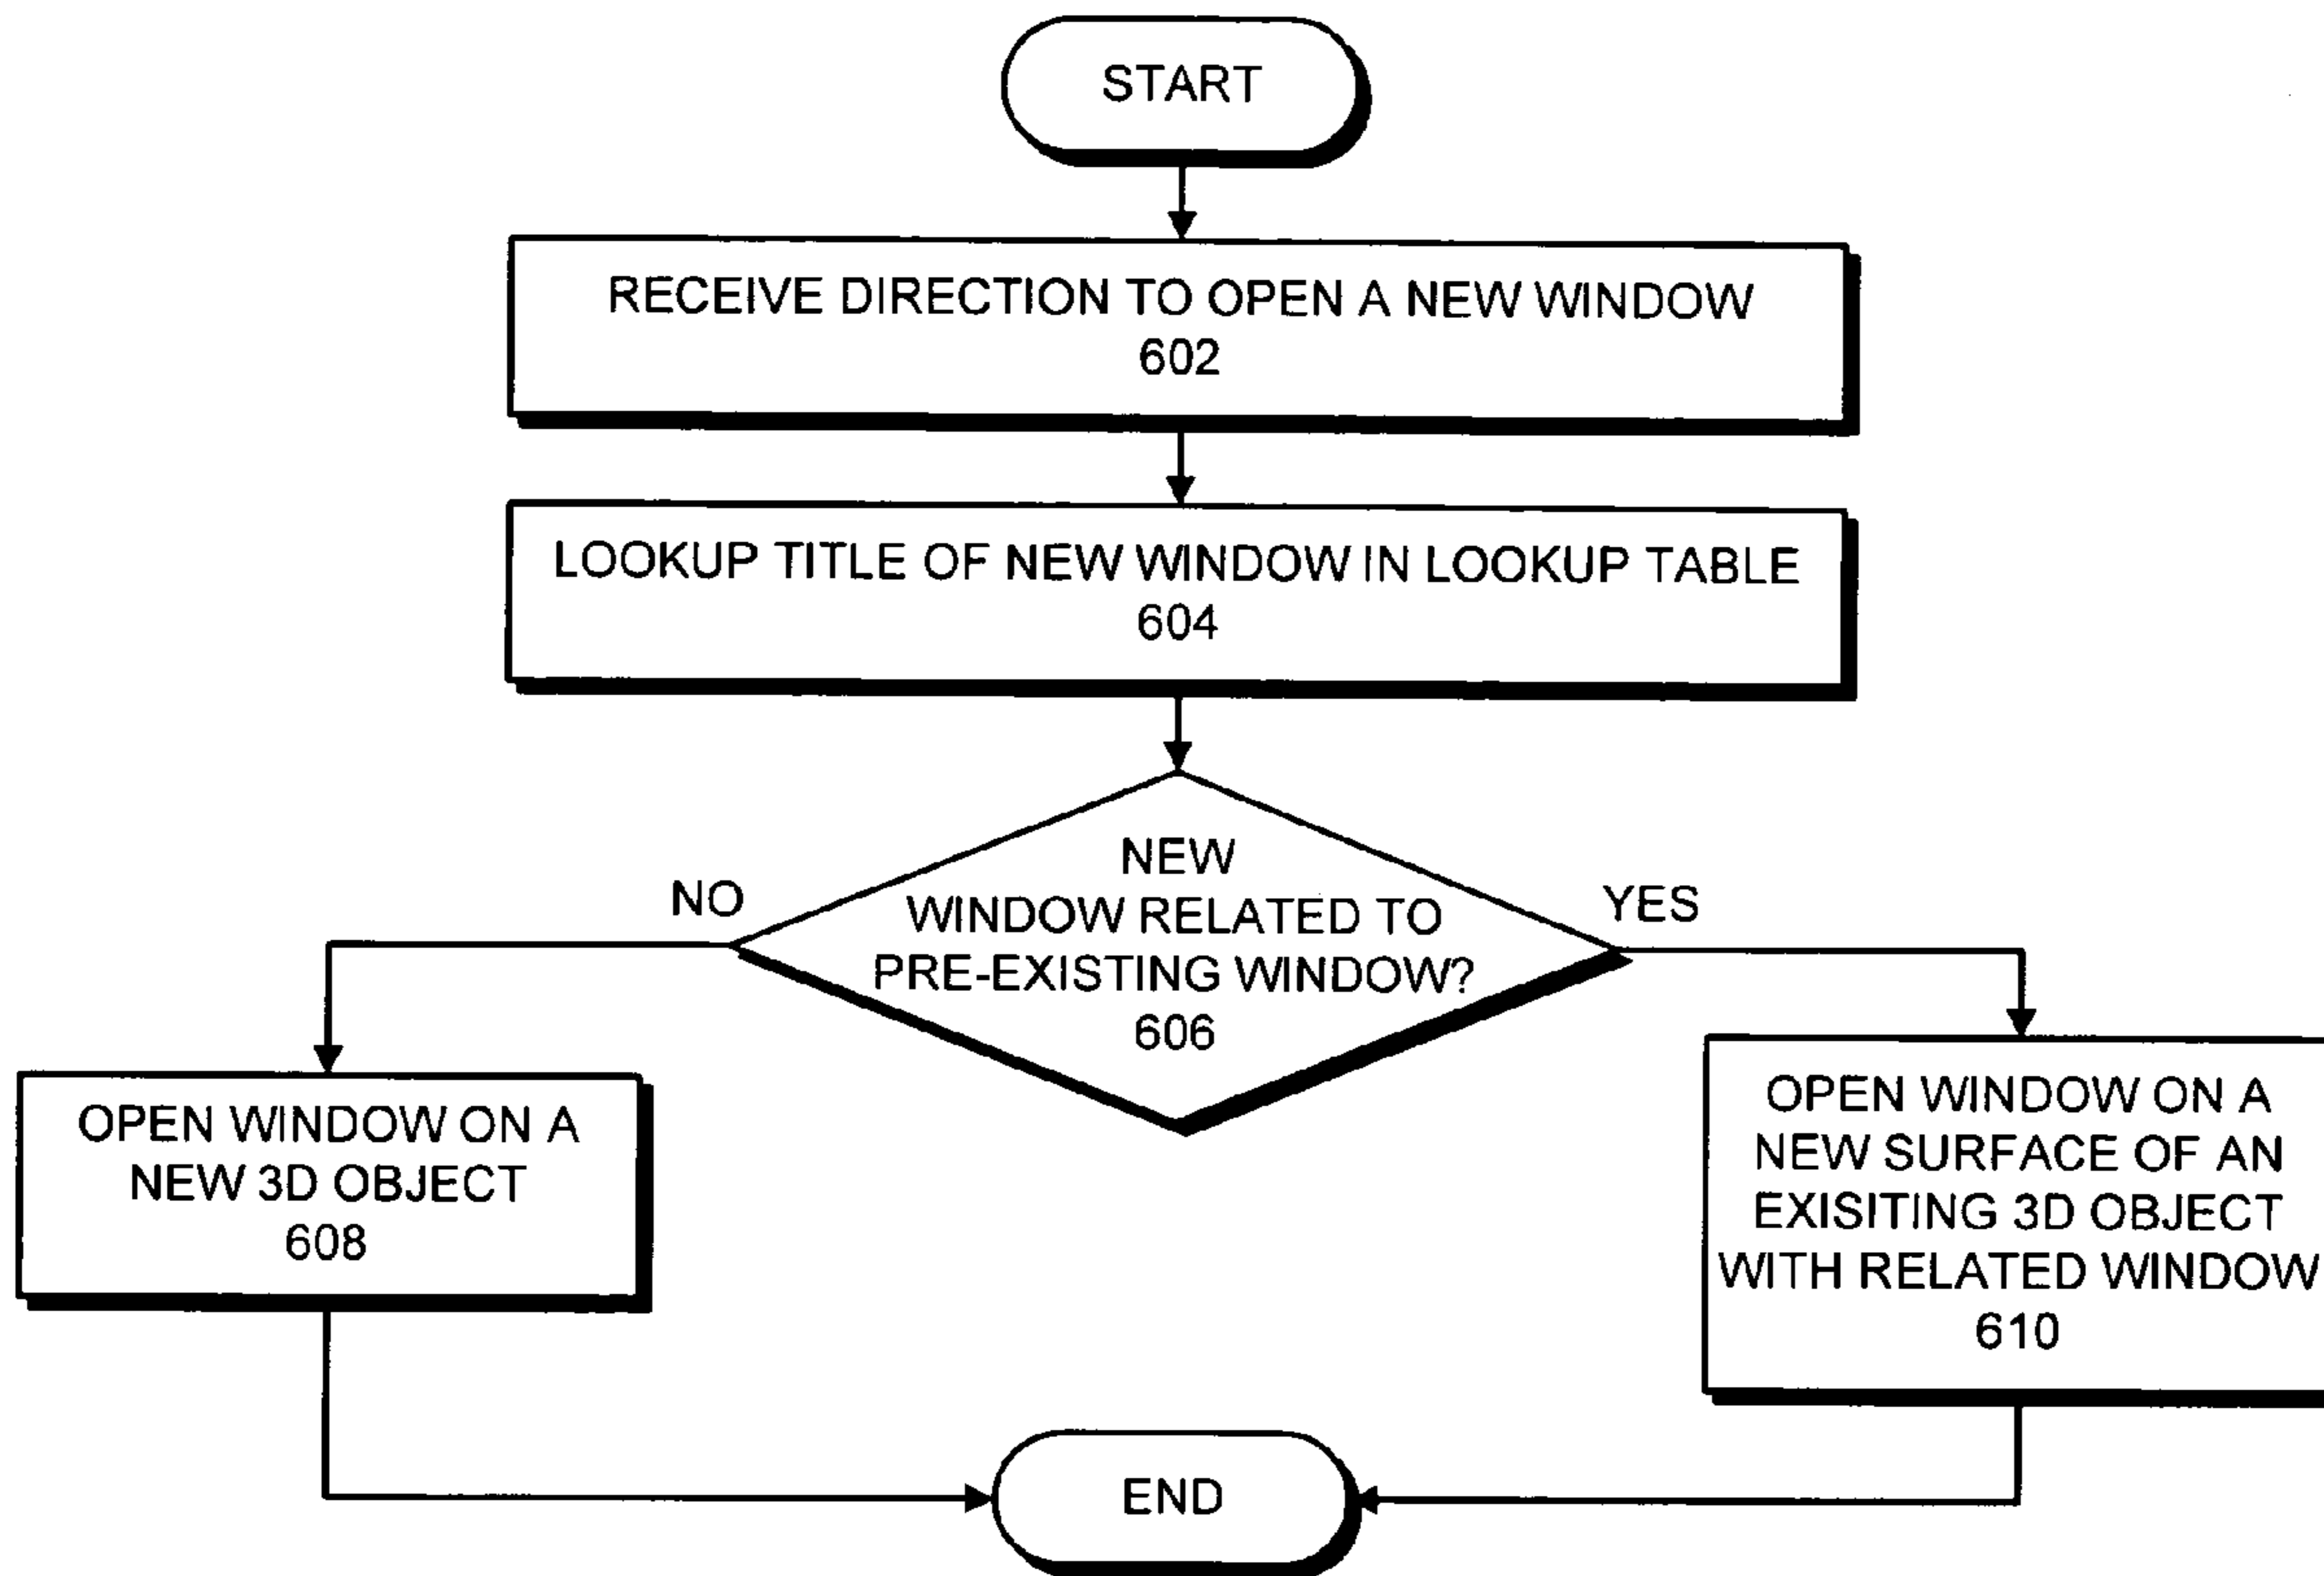 START
RECEIVE DIRECTION TO OPEN A NEW WINDOW
602
LOOKUP TITLE OF NEW WINDOW IN LOOKUP TABLE
604
NEW
WINDOW RELATED TO
PRE-EXISTING WINDOW?
606
NO
YES
OPEN WINDOW ON A
NEW 3D OBJECT
608
OPEN WINDOW ON A
NEW SURFACE OF AN
EXISITING 3D OBJECT
WITH RELATED WINDOW
610
END